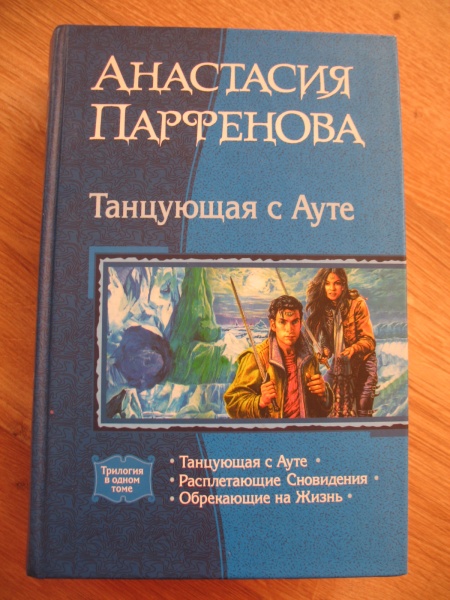 АНАСТАСИЯ
ПАРФЕНОВА
Танцующая с Ауте
Трилогия
в одном
томе
• Танцующая с Ауте •
• Расплетающие Сновидения •
• Обрекающие на Жизнь •